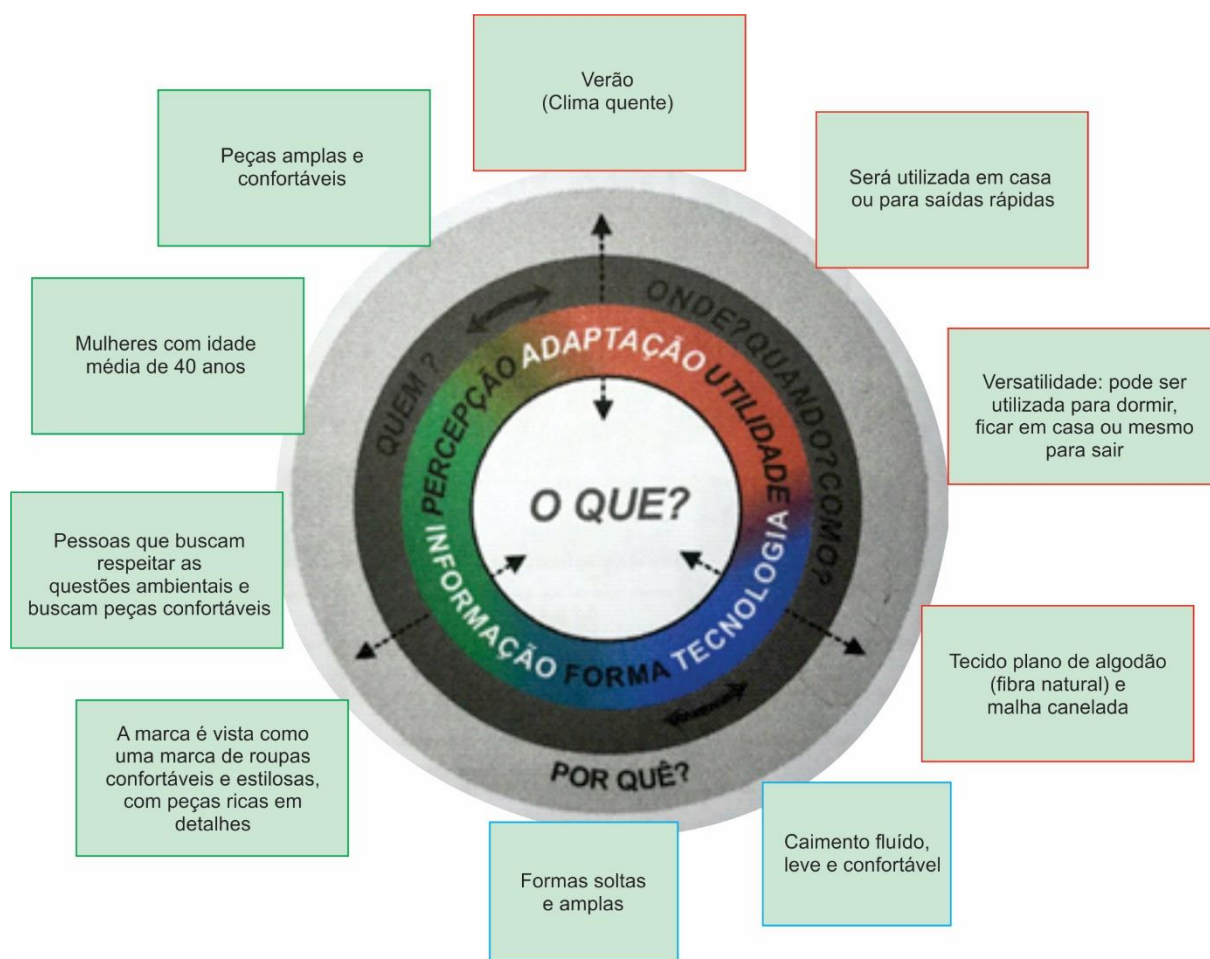 Verão
(Clima quente)
Peças amplas e
confortáveis
Será utilizada em casa
ou para saídas rápidas
Mulheres com idade
média de 40 anos
Versatilidade: pode ser
utilizada para dormir,
ficar em casa ou mesmo
para sair
Pessoas que buscam
respeitar as
questões ambientais e
buscam peças confortáveis
Tecido plano de algodão
(fibra natural) e
malha canelada
A marca é vista como
uma marca de roupas
confortáveis e estilosas,
com peças ricas em
detalhes
Caimento fluído,
leve e confortável
Formas soltas
e amplas
QUEM ?
ONDE?QUANDO?COMO?
PERCEPÇÃO
ADAPTAÇÃO
UTILIDADE
TECNOLOGIA
FORMA
INFORMAÇÃO
O QUE?
POR QUÊ?